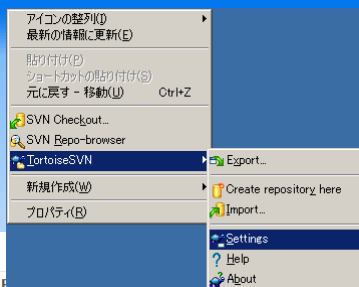 アイコンの整列(I)
最新の情報に更新(E)
貼り付け(P)
ショートカットの貼り付け(S)
元に戻す - 移動(U) Ctrl+Z
SVN Checkout...
SVN Repo-browser
TortoiseSVN
新規作成(W)
プロパティ(R)
Export...
Create repository here
Import...
Settings
Help
About